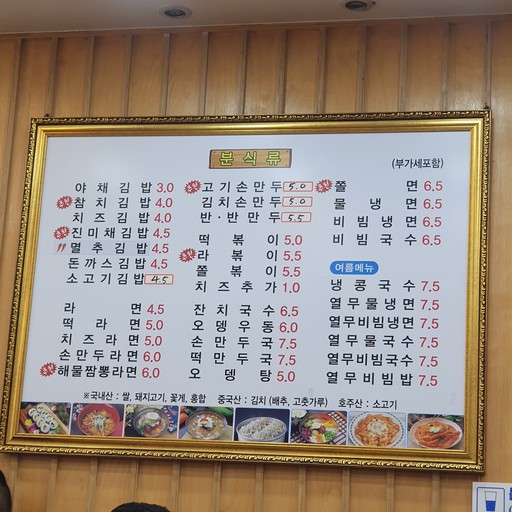 분식류
(부가세포함)
야채김밥 3.0
참치김밥 4.0
치즈김밥 4.0
진미채김밥 4.5
〃 멸추김밥 4.5
돈까스김밥 4.5
소고기김밥 4.5
라면 4.5
떡라면 5.0
치즈라면 5.0
손만두라면 6.0
해물짬뽕라면 6.0
고기손만두 5.0
김치손만두 5.0
반·반만두 5.5
떡볶이 5.0
라볶이 5.5
쫄볶이 5.5
치즈추가 1.0
잔치국수 6.5
오뎅우동 6.0
손만두국 7.5
떡만두국 7.5
오뎅탕 5.0
쫄면 6.5
물냉면 6.5
비빔냉면 6.5
비빔국수 6.5
여름메뉴
냉콩국수 7.5
열무물냉면 7.5
열무비빔냉면 7.5
열무물국수 7.5
열무비빔국수 7.5
열무비빔밥 7.5
※국내산 : 쌀, 돼지고기, 꽃게, 홍합 중국산 : 김치 (배추, 고춧가루) 호주산 : 소고기